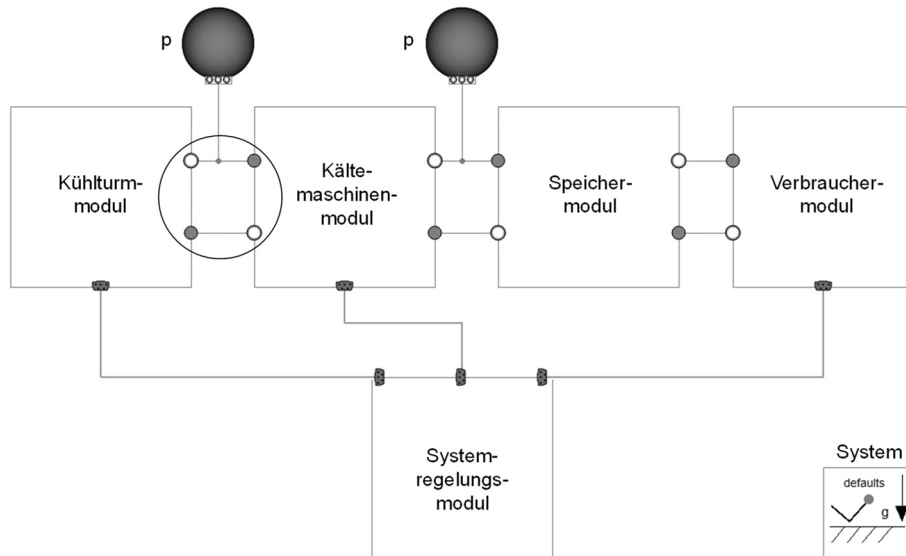 p
p
Kühlturm-
modul
Kälte-
maschinen-
modul
Speicher-
modul
Verbraucher-
modul
System-
regelungs-
modul
System
defaults
g